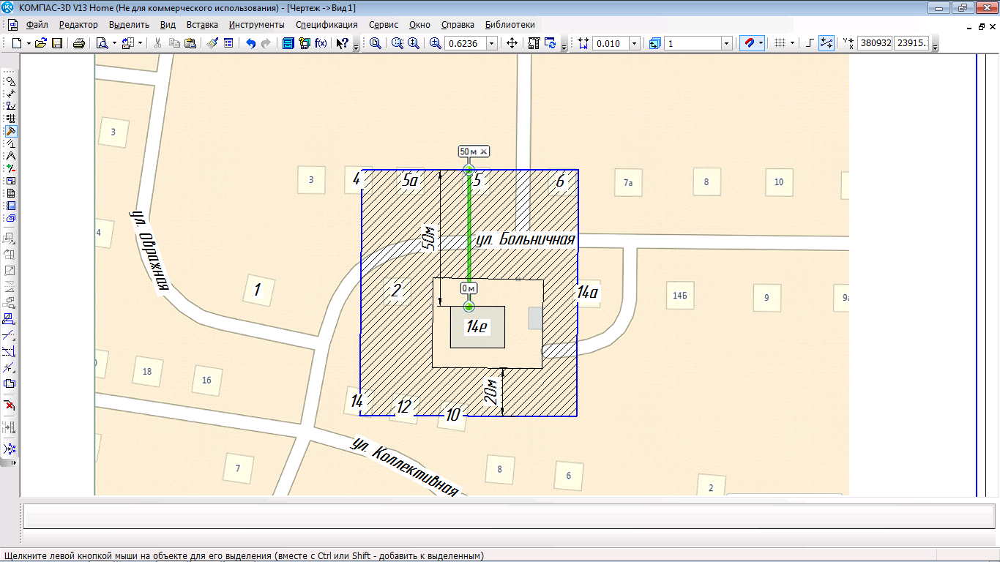 КОМПАС-3D V13 Home (Не для коммерческого использования) - [Чертеж ->Вид 1]
Файл Редактор Выделить Вид Вставка Инструменты Спецификация Сервис Окно Справка Библиотеки
f(x) 0.6236 0.010 1 380932 23915.
3
50 м
3 4 5а 5 6 7а 8 10
4
ул. Овражная
50м
ул. Больничная
1 2 0 м 14а 14Б 9 9а
14е
18 16
20м
14 12 10
ул. Коллективная
7 8 6 2
Щелкните левой кнопкой мыши на объекте для его выделения (вместе с Ctrl или Shift - добавить к выделенным)